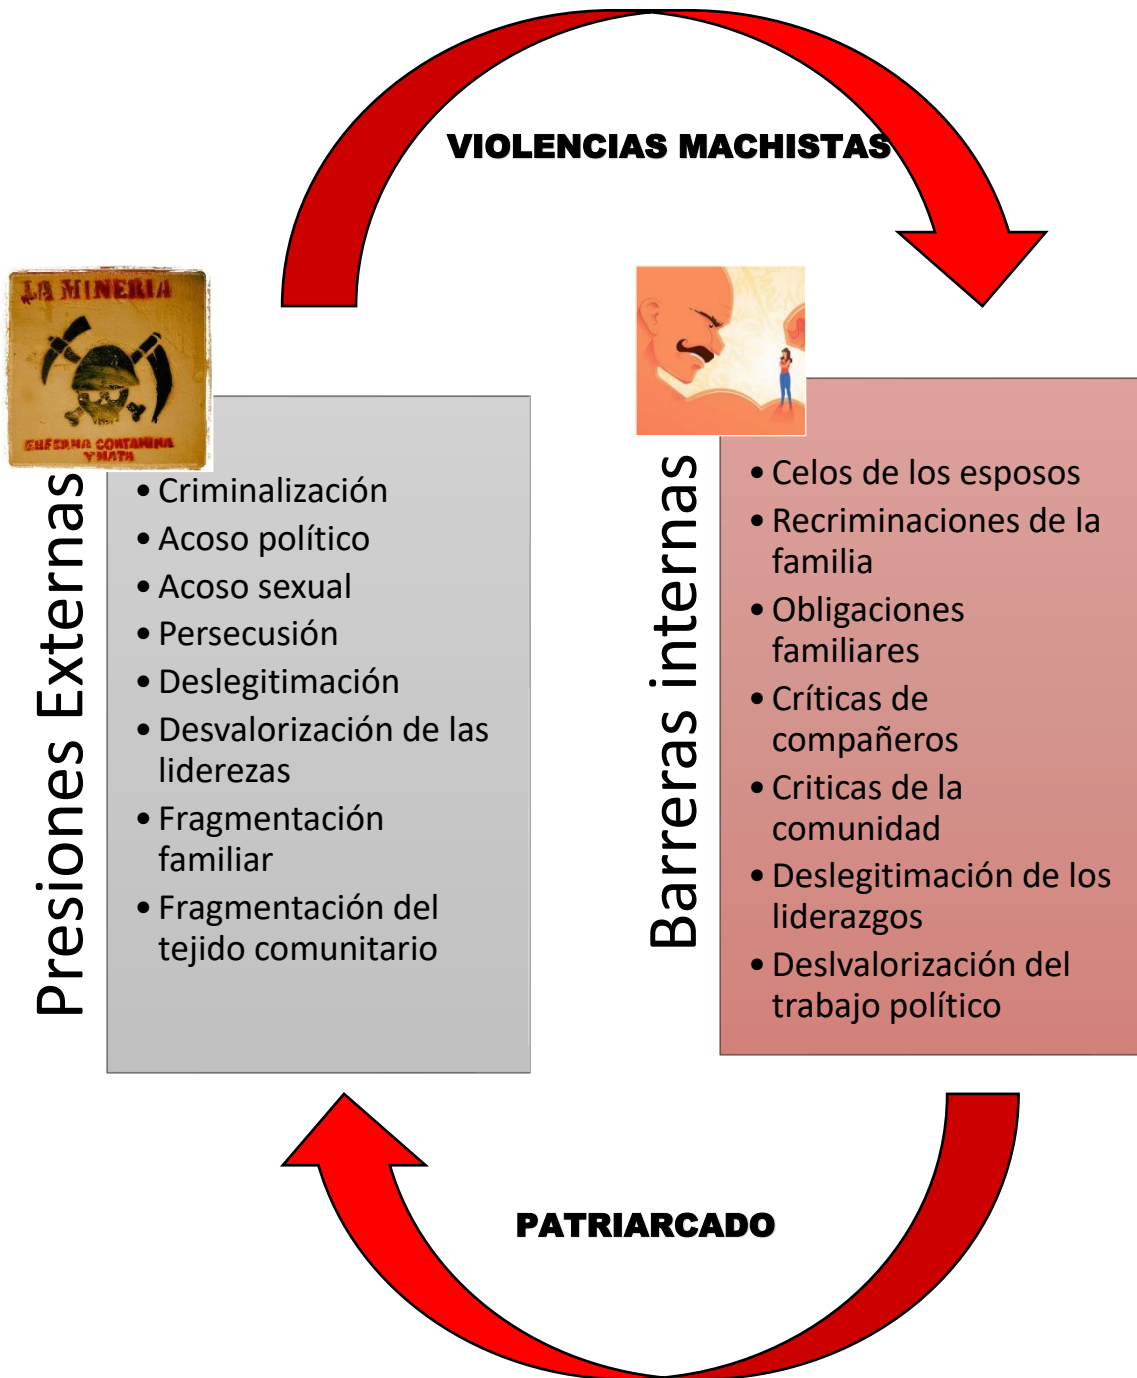 VIOLENCIAS MACHISTAS
LA MINERIA
ENFERMA CONTAMINA
Y MATA
Presiones Externas
• Criminalización
• Acoso político
• Acoso sexual
• Persecusión
• Deslegitimación
• Desvalorización de las
liderezas
• Fragmentación
familiar
• Fragmentación del
tejido comunitario
Barreras internas
• Celos de los esposos
• Recriminaciones de la
familia
• Obligaciones
familiares
• Críticas de
compañeros
• Criticas de la
comunidad
• Deslegitimación de los
liderazgos
• Deslvalorización del
trabajo político
PATRIARCADO